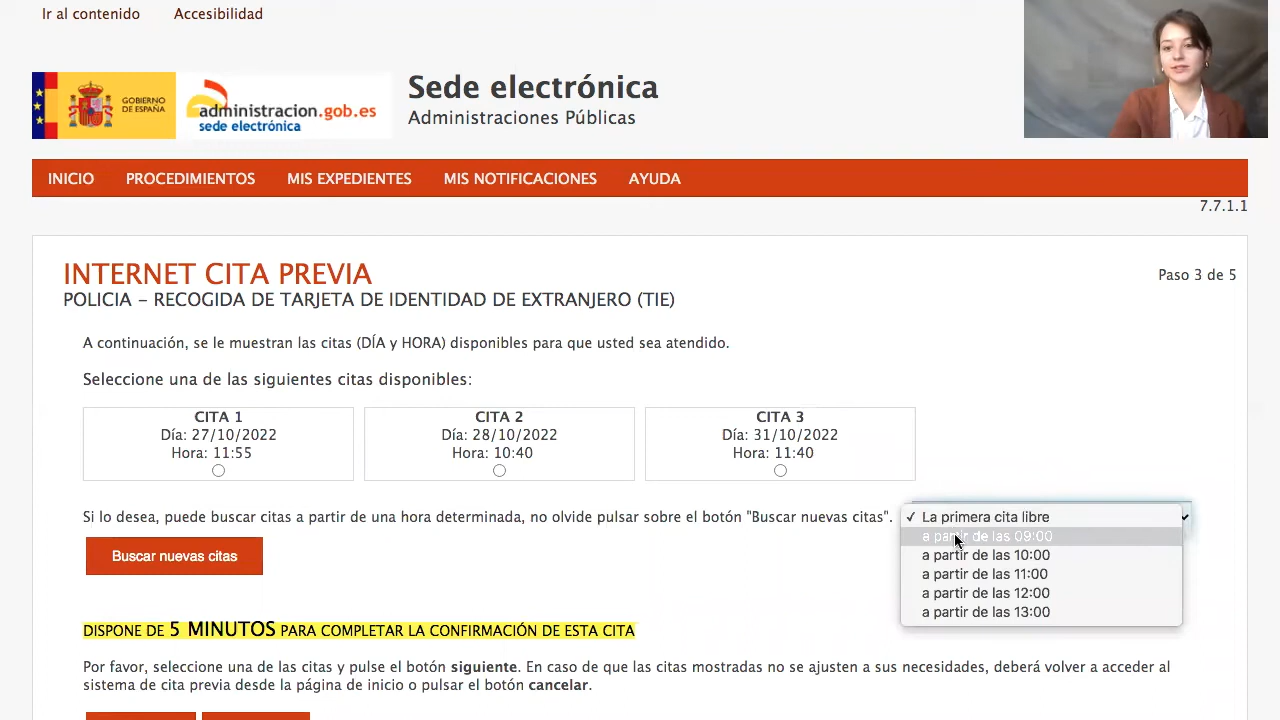 Ir al contenido Accesibilidad
GOBIERNO
DE ESPAÑA
administracion.gob.es
sede electrónica
Sede electrónica
Administraciones Públicas
INICIO PROCEDIMIENTOS MIS EXPEDIENTES MIS NOTIFICACIONES AYUDA
7.7.1.1
INTERNET CITA PREVIA
Paso 3 de 5
POLICIA – RECOGIDA DE TARJETA DE IDENTIDAD DE EXTRANJERO (TIE)
A continuación, se le muestran las citas (DÍA y HORA) disponibles para que usted sea atendido.
Seleccione una de las siguientes citas disponibles:
CITA 1
Día: 27/10/2022
Hora: 11:55
CITA 2
Día: 28/10/2022
Hora: 10:40
CITA 3
Día: 31/10/2022
Hora: 11:40
Si lo desea, puede buscar citas a partir de una hora determinada, no olvide pulsar sobre el botón "Buscar nuevas citas".
✓ La primera cita libre
a partir de las 09:00
a partir de las 10:00
a partir de las 11:00
a partir de las 12:00
a partir de las 13:00
Buscar nuevas citas
DISPONE DE 5 MINUTOS PARA COMPLETAR LA CONFIRMACIÓN DE ESTA CITA
Por favor, seleccione una de las citas y pulse el botón siguiente. En caso de que las citas mostradas no se ajusten a sus necesidades, deberá volver a acceder al
sistema de cita previa desde la página de inicio o pulsar el botón cancelar.